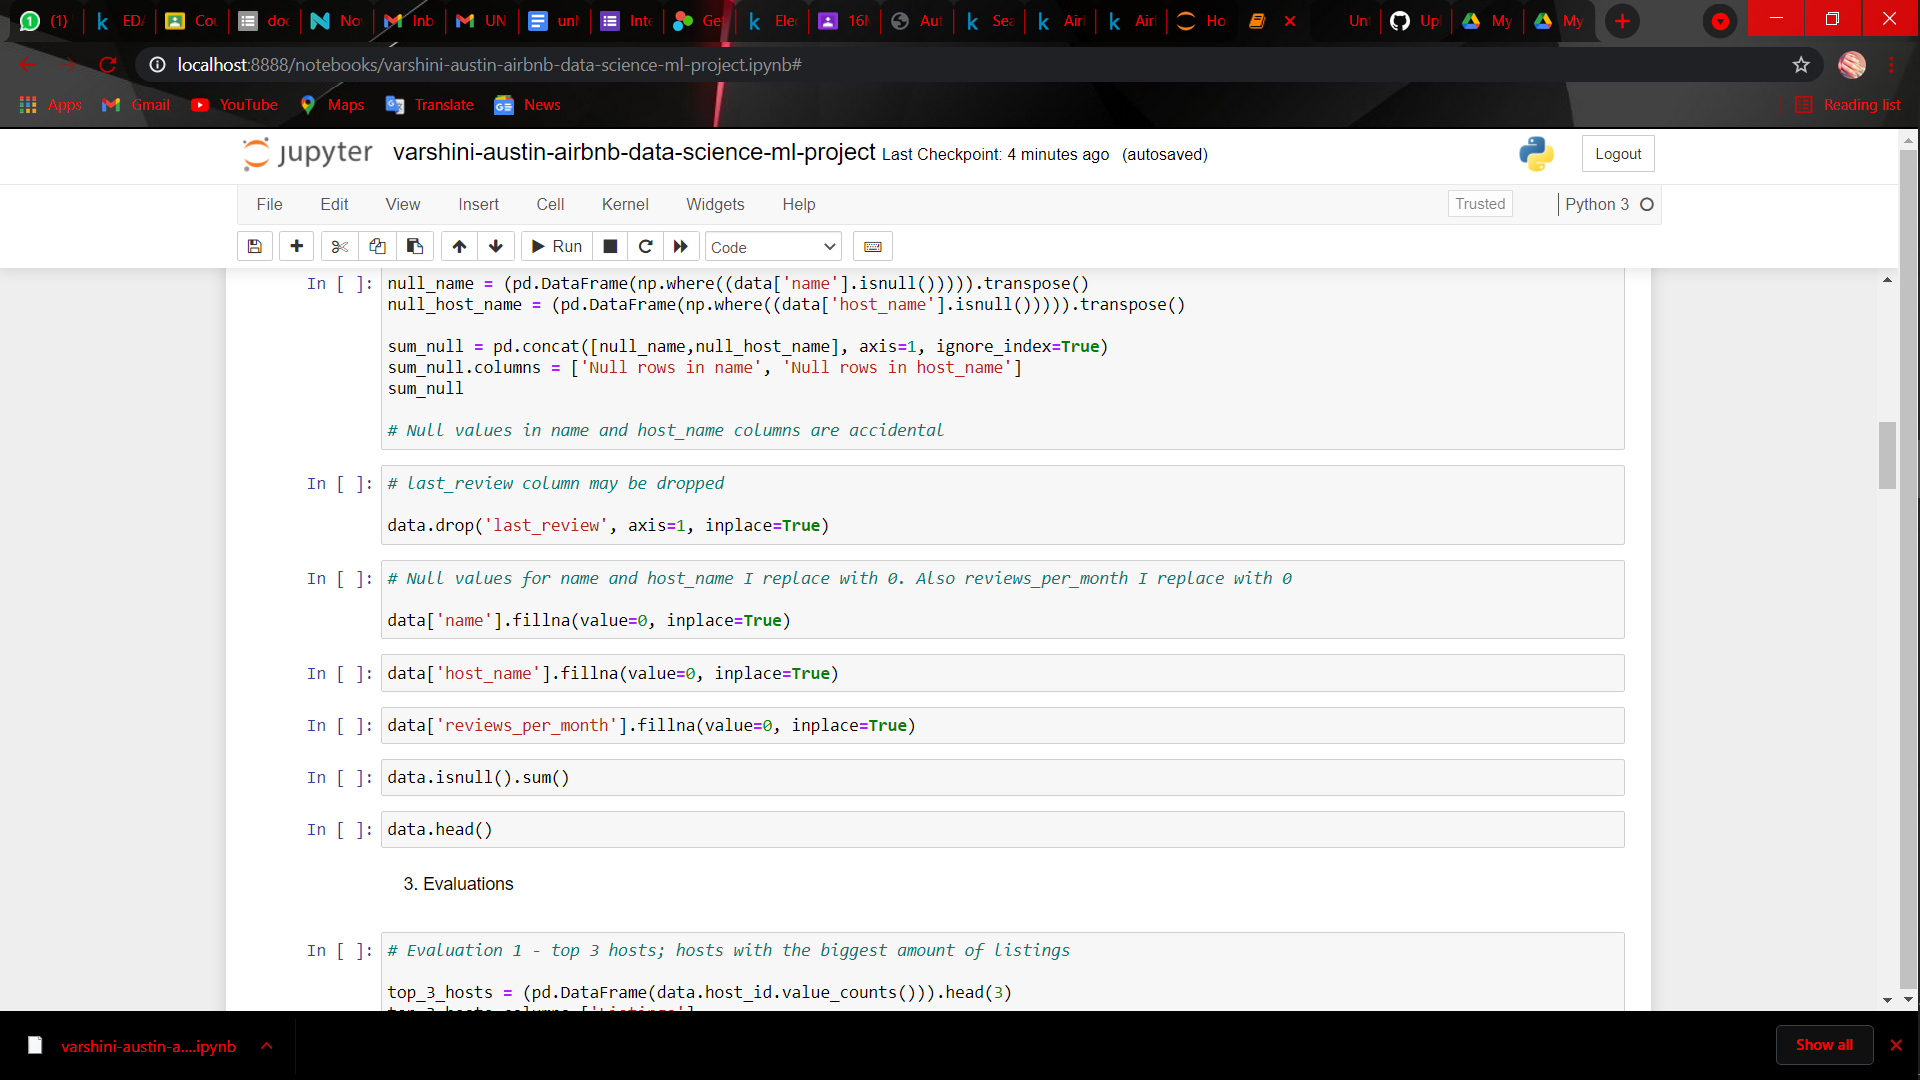 (1)
EDA
Cou
doc
No
Inb
UN
unI
Inte
Ge
Ele
16I
Aut
Sea
Airl
Airl
Ho
Unt
Upl
My
My
localhost:8888/notebooks/varshini-austin-airbnb-data-science-ml-project.ipynb#
Apps
Gmail
YouTube
Maps
Translate
News
Reading list
jupyter
varshini-austin-airbnb-data-science-ml-project Last Checkpoint: 4 minutes ago (autosaved)
Logout
File
Edit
View
Insert
Cell
Kernel
Widgets
Help
Trusted
Python 3
Run
Code
In [ ]: null_name = (pd.DataFrame(np.where((data['name'].isnull())))).transpose()
null_host_name = (pd.DataFrame(np.where((data['host_name'].isnull())))).transpose()
sum_null = pd.concat([null_name,null_host_name], axis=1, ignore_index=True)
sum_null.columns = ['Null rows in name', 'Null rows in host_name']
sum_null
# Null values in name and host_name columns are accidental
In [ ]: # last_review column may be dropped
data.drop('last_review', axis=1, inplace=True)
In [ ]: # Null values for name and host_name I replace with 0. Also reviews_per_month I replace with 0
data['name'].fillna(value=0, inplace=True)
In [ ]: data['host_name'].fillna(value=0, inplace=True)
In [ ]: data['reviews_per_month'].fillna(value=0, inplace=True)
In [ ]: data.isnull().sum()
In [ ]: data.head()
3. Evaluations
In [ ]: # Evaluation 1 - top 3 hosts; hosts with the biggest amount of listings
top_3_hosts = (pd.DataFrame(data.host_id.value_counts())).head(3)
top_3_hosts.columns=['Listings']
varshini-austin-a....ipynb
Show all